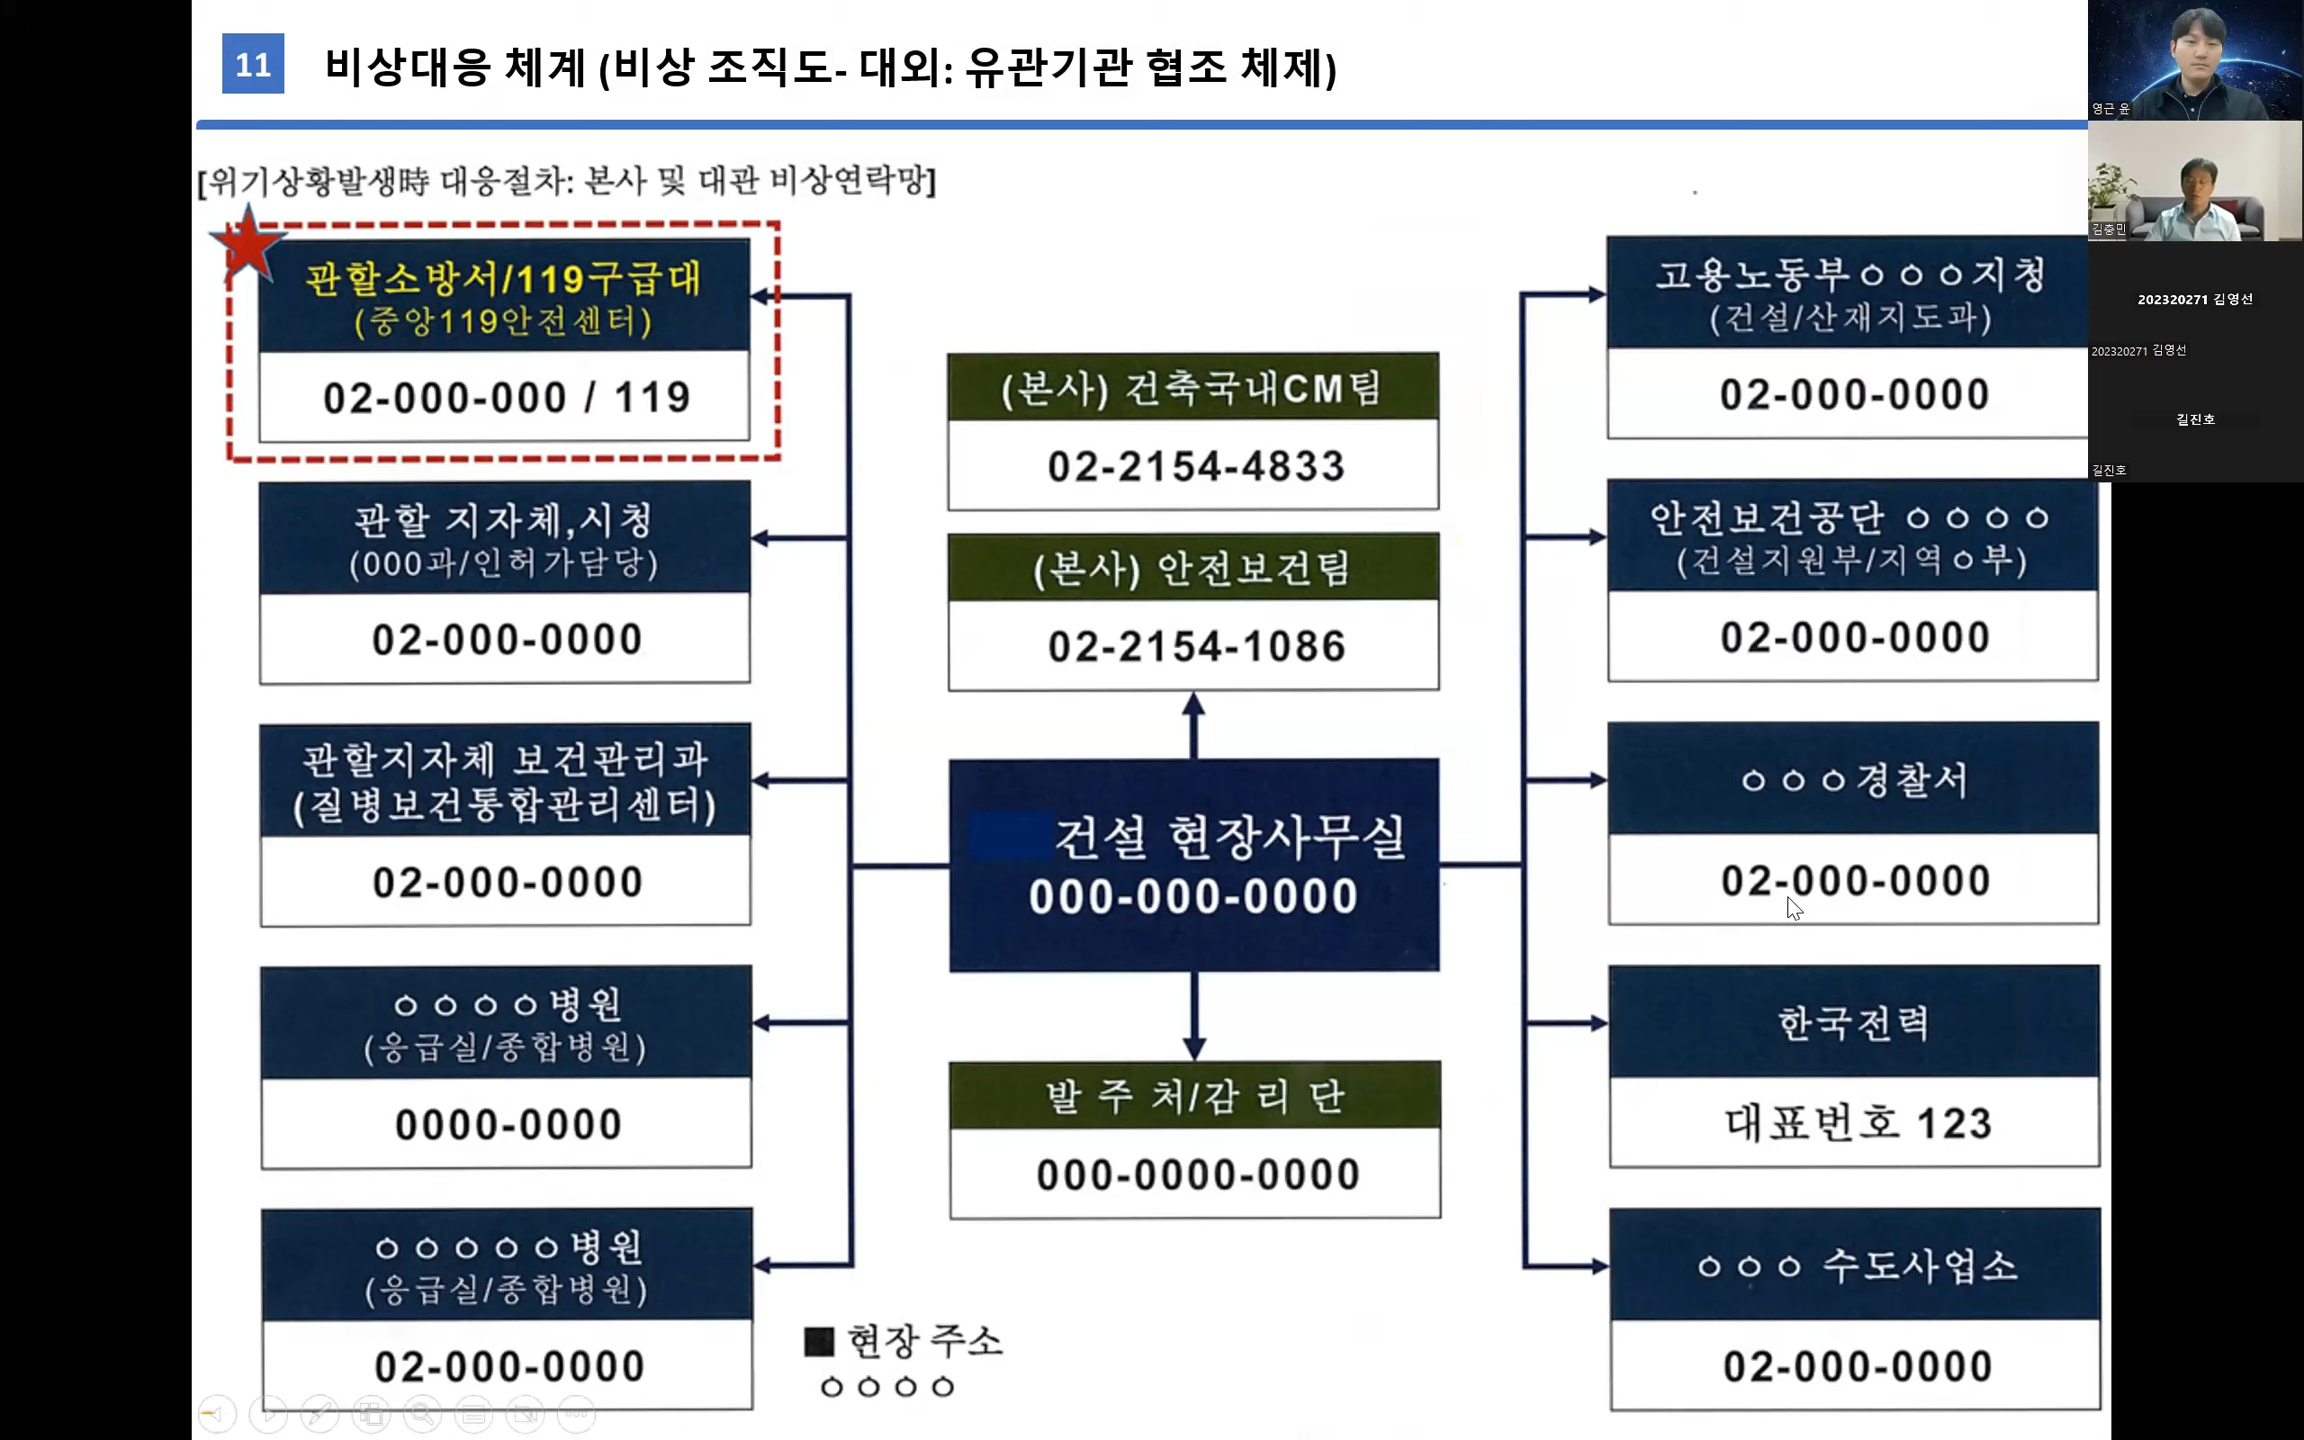 11
비상대응 체계 (비상 조직도- 대외: 유관기관 협조 체제)
[위기상황발생時 대응절차: 본사 및 대관 비상연락망]
관할소방서/119구급대
(중앙119안전센터)
02-000-000 / 119
관할 지자체,시청
(000과/인허가담당)
02-000-0000
관할지자체 보건관리과
(질병보건통합관리센터)
02-000-0000
ㅇㅇㅇㅇ병원
(응급실/종합병원)
0000-0000
ㅇㅇㅇㅇㅇ병원
(응급실/종합병원)
02-000-0000
(본사) 건축국내CM팀
02-2154-4833
(본사) 안전보건팀
02-2154-1086
건설 현장사무실
000-000-0000
발 주 처/감 리 단
000-0000-0000
■ 현장 주소
ㅇㅇㅇㅇ
고용노동부ㅇㅇㅇ지청
(건설/산재지도과)
02-000-0000
안전보건공단 ㅇㅇㅇㅇ
(건설지원부/지역ㅇ부)
02-000-0000
ㅇㅇㅇ경찰서
02-000-0000
한국전력
대표번호 123
ㅇㅇㅇ 수도사업소
02-000-0000
영근 윤
김충민
202320271 김영선
202320271 김영선
길진호
길진호